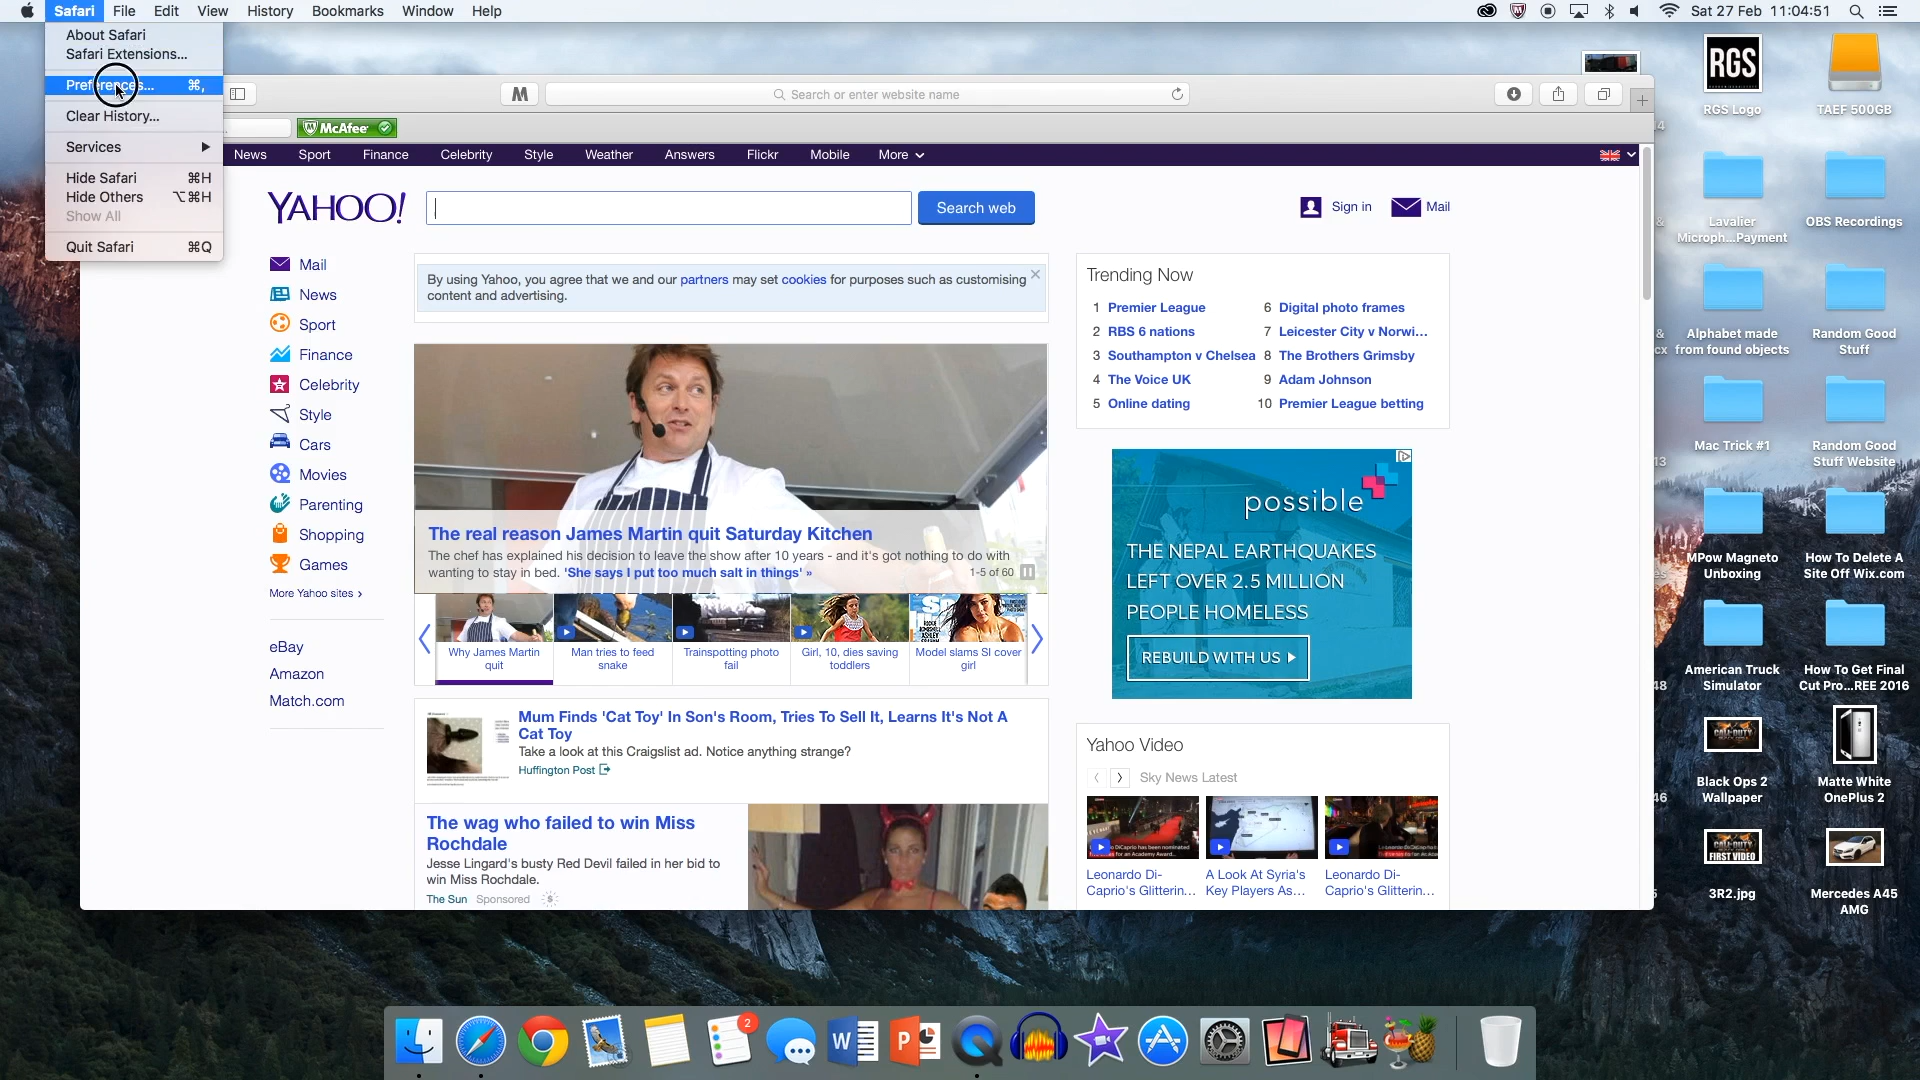 Safari File Edit View History Bookmarks Window Help
Sat 27 Feb 11:04:51
About Safari
Safari Extensions...
Preferences... ⌘,
Clear History...
Services
Hide Safari ⌘H
Hide Others ⌥⌘H
Show All
Quit Safari ⌘Q
Search or enter website name
McAfee
News Sport Finance Celebrity Style Weather Answers Flickr Mobile More
YAHOO!
Search web
Sign in
Mail
Mail
News
Sport
Finance
Celebrity
Style
Cars
Movies
Parenting
Shopping
Games
More Yahoo sites ›
eBay
Amazon
Match.com
By using Yahoo, you agree that we and our partners may set cookies for purposes such as customising
content and advertising.
The real reason James Martin quit Saturday Kitchen
The chef has explained his decision to leave the show after 10 years - and it's got nothing to do with
wanting to stay in bed. 'She says I put too much salt in things' »
1-5 of 60
Why James Martin
quit
Man tries to feed
snake
Trainspotting photo
fail
Girl, 10, dies saving
toddlers
Model slams SI cover
girl
Mum Finds 'Cat Toy' In Son's Room, Tries To Sell It, Learns It's Not A
Cat Toy
Take a look at this Craigslist ad. Notice anything strange?
Huffington Post
The wag who failed to win Miss
Rochdale
Jesse Lingard's busty Red Devil failed in her bid to
win Miss Rochdale.
The Sun Sponsored
Trending Now
1 Premier League
2 RBS 6 nations
3 Southampton v Chelsea
4 The Voice UK
5 Online dating
6 Digital photo frames
7 Leicester City v Norwi...
8 The Brothers Grimsby
9 Adam Johnson
10 Premier League betting
possible
THE NEPAL EARTHQUAKES
LEFT OVER 2.5 MILLION
PEOPLE HOMELESS
REBUILD WITH US
Yahoo Video
Sky News Latest
Leonardo Di-
Caprio's Glitterin...
A Look At Syria's
Key Players As...
Leonardo Di-
Caprio's Glitterin...
RGS
RGS Logo
TAEF 500GB
Lavalier
Microph...Payment
OBS Recordings
Alphabet made
from found objects
Random Good
Stuff
Mac Trick #1
Random Good
Stuff Website
MPow Magneto
Unboxing
How To Delete A
Site Off Wix.com
American Truck
Simulator
How To Get Final
Cut Pro...REE 2016
Black Ops 2
Wallpaper
Matte White
OnePlus 2
FIRST VIDEO
3R2.jpg
Mercedes A45
AMG
2